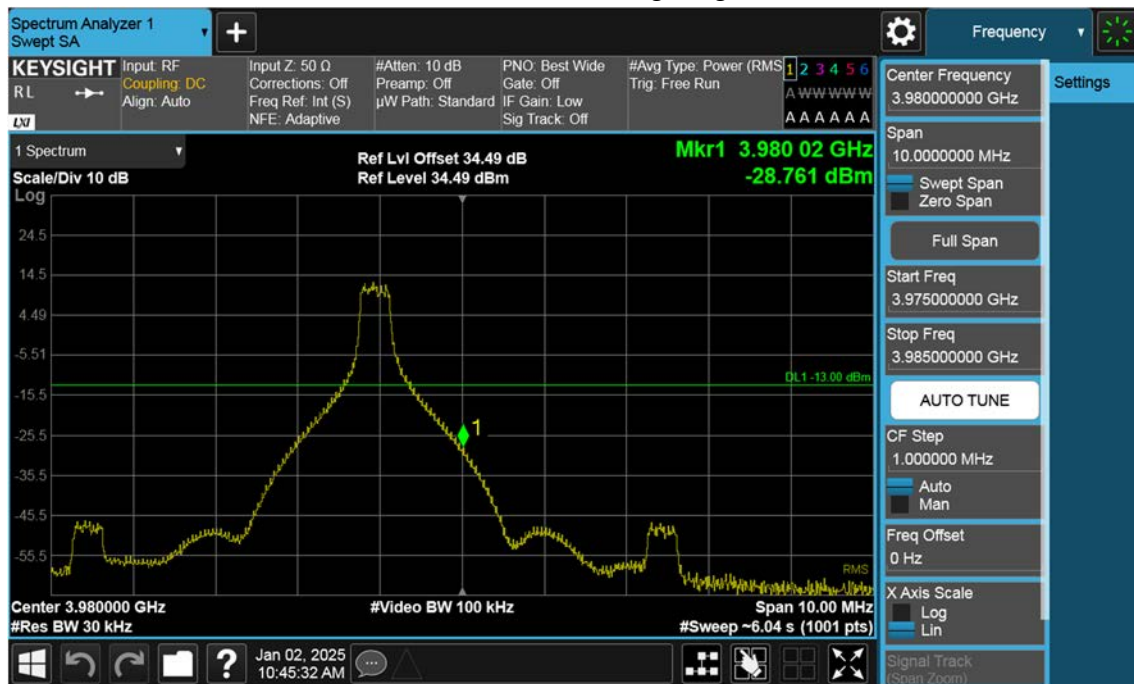 Spectrum Analyzer 1
Swept SA
Frequency
KEYSIGHT
RL
LXI
Input: RF
Coupling: DC
Align: Auto
Input Z: 50 Ω
Corrections: Off
Freq Ref: Int (S)
NFE: Adaptive
#Atten: 10 dB
Preamp: Off
µW Path: Standard
PNO: Best Wide
Gate: Off
IF Gain: Low
Sig Track: Off
#Avg Type: Power (RMS
Trig: Free Run
1 2 3 4 5 6
A W W W W W
A A A A A A
1 Spectrum
Scale/Div 10 dB
Ref Lvl Offset 34.49 dB
Ref Level 34.49 dBm
Mkr1 3.980 02 GHz
-28.761 dBm
Log
24.5
14.5
4.49
-5.51
-15.5
-25.5
-35.5
-45.5
-55.5
DL1 -13.00 dBm
1
RMS
Center 3.980000 GHz
#Res BW 30 kHz
#Video BW 100 kHz
Span 10.00 MHz
#Sweep ~6.04 s (1001 pts)
?
Jan 02, 2025
10:45:32 AM
Center Frequency
3.980000000 GHz
Span
10.0000000 MHz
Swept Span
Zero Span
Full Span
Start Freq
3.975000000 GHz
Stop Freq
3.985000000 GHz
AUTO TUNE
CF Step
1.000000 MHz
Auto
Man
Freq Offset
0 Hz
X Axis Scale
Log
Lin
Signal Track
(Span Zoom)
Settings